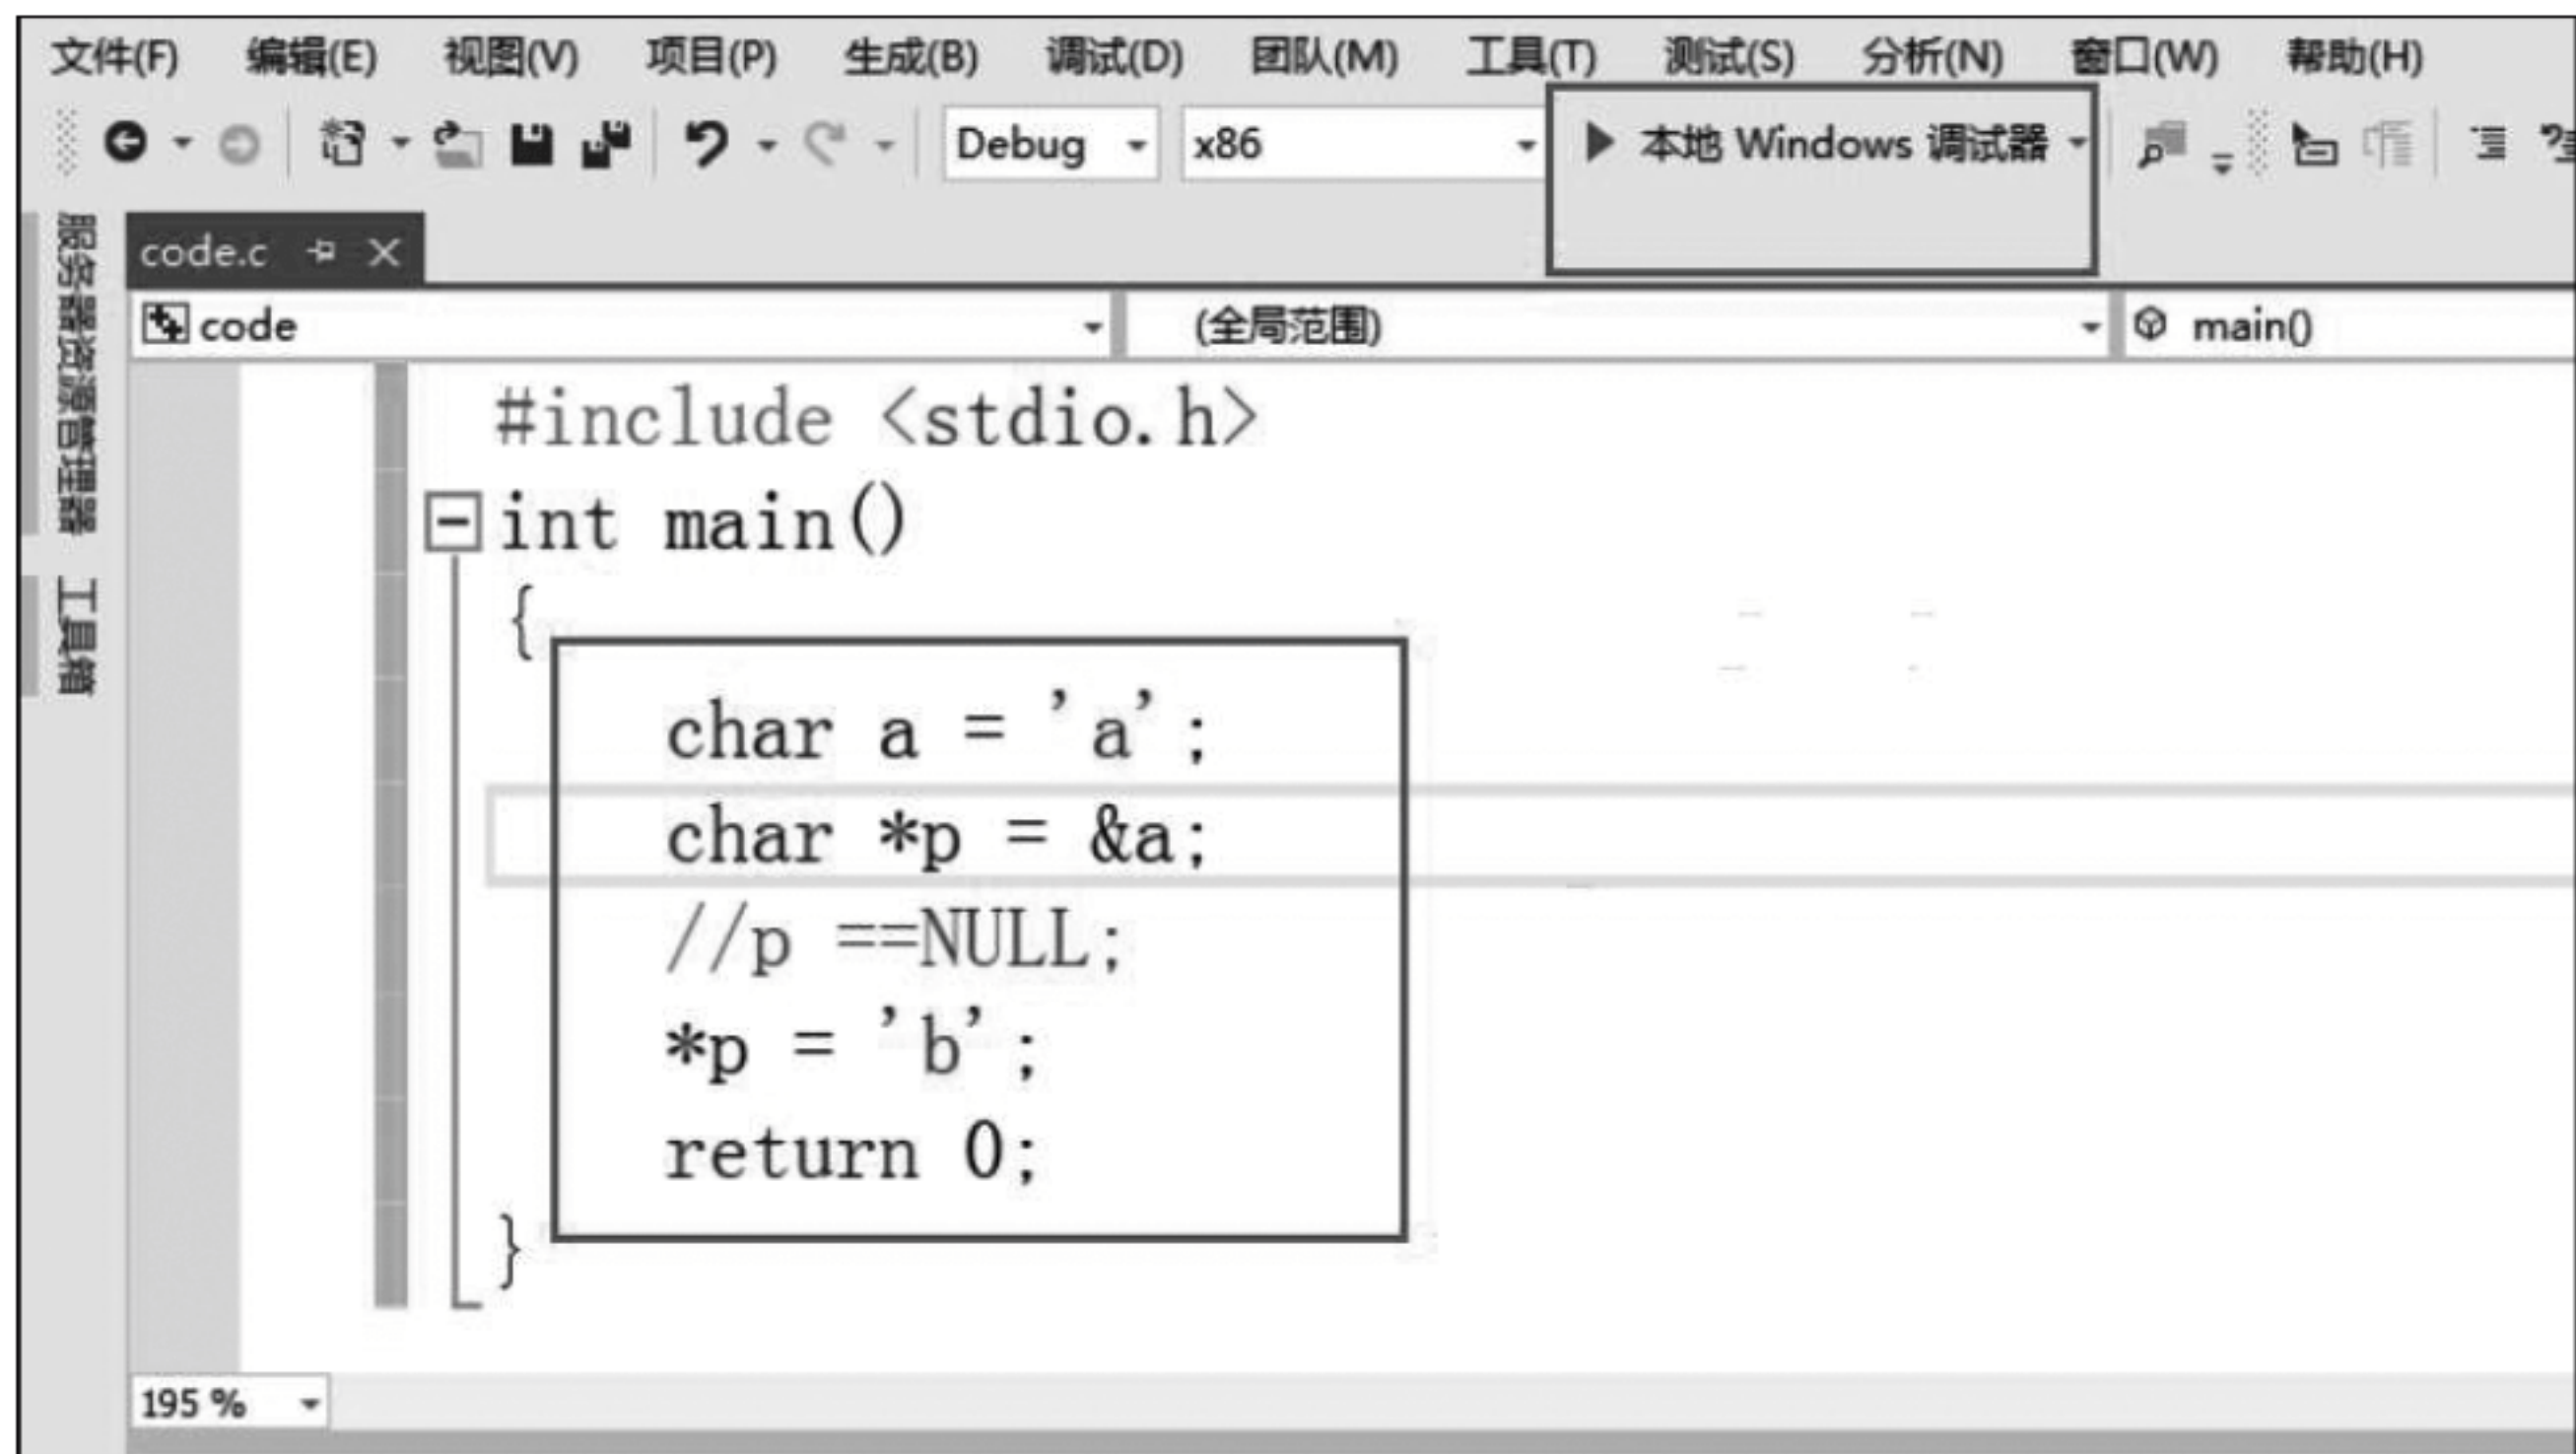 文件(F) 编辑(E) 视图(V) 项目(P) 生成(B) 调试(D) 团队(M) 工具(T) 测试(S) 分析(N) 窗口(W) 帮助(H)
Debug x86 本地 Windows 调试器
服务器资源管理器
工具箱
code.c
code (全局范围) main()
#include <stdio.h>
int main()
{
char a = 'a';
char *p = &a;
//p ==NULL;
*p = 'b';
return 0;
}
195 %